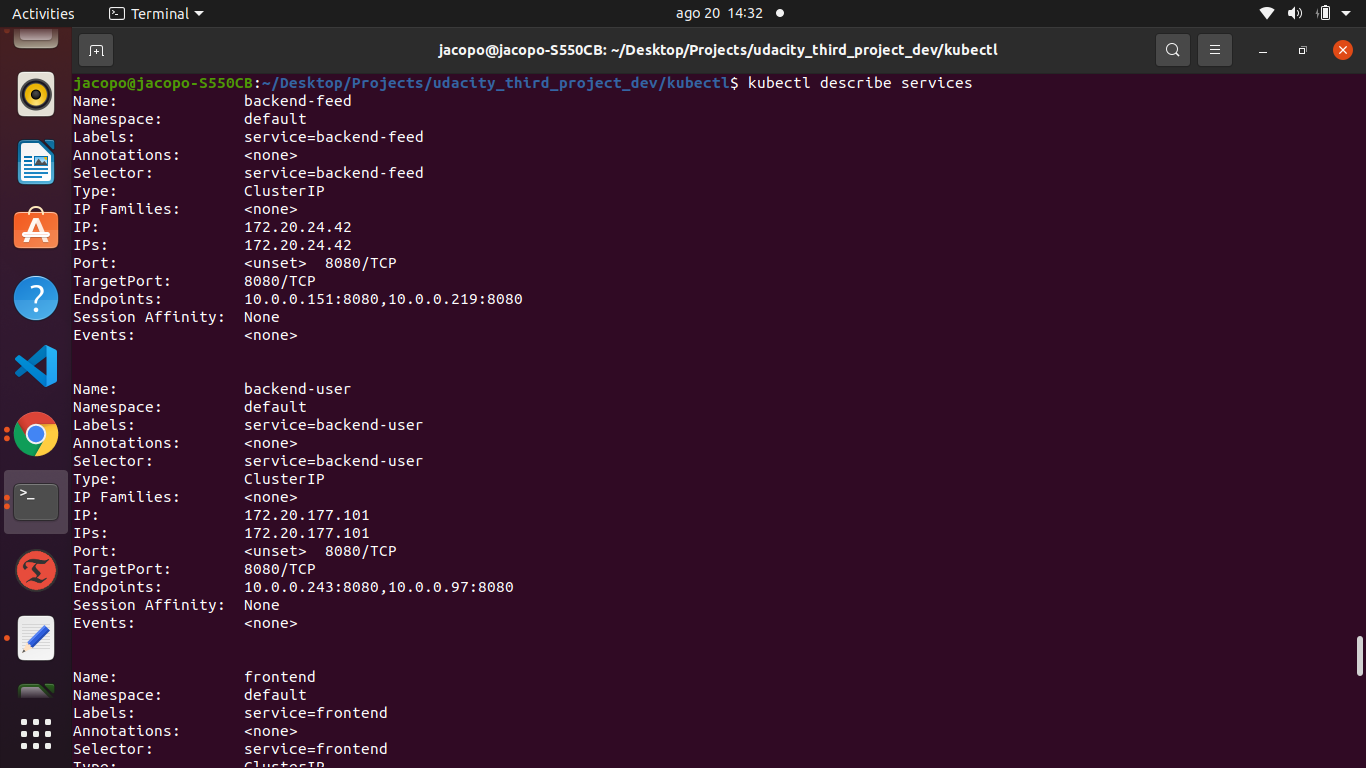 Activities Terminal ago 20 14:32
jacopo@jacopo-S550CB: ~/Desktop/Projects/udacity_third_project_dev/kubectl
jacopo@jacopo-S550CB:~/Desktop/Projects/udacity_third_project_dev/kubectl$ kubectl describe services
Name: backend-feed
Namespace: default
Labels: service=backend-feed
Annotations: <none>
Selector: service=backend-feed
Type: ClusterIP
IP Families: <none>
IP: 172.20.24.42
IPs: 172.20.24.42
Port: <unset> 8080/TCP
TargetPort: 8080/TCP
Endpoints: 10.0.0.151:8080,10.0.0.219:8080
Session Affinity: None
Events: <none>
Name: backend-user
Namespace: default
Labels: service=backend-user
Annotations: <none>
Selector: service=backend-user
Type: ClusterIP
IP Families: <none>
IP: 172.20.177.101
IPs: 172.20.177.101
Port: <unset> 8080/TCP
TargetPort: 8080/TCP
Endpoints: 10.0.0.243:8080,10.0.0.97:8080
Session Affinity: None
Events: <none>
Name: frontend
Namespace: default
Labels: service=frontend
Annotations: <none>
Selector: service=frontend
Type: ClusterIP